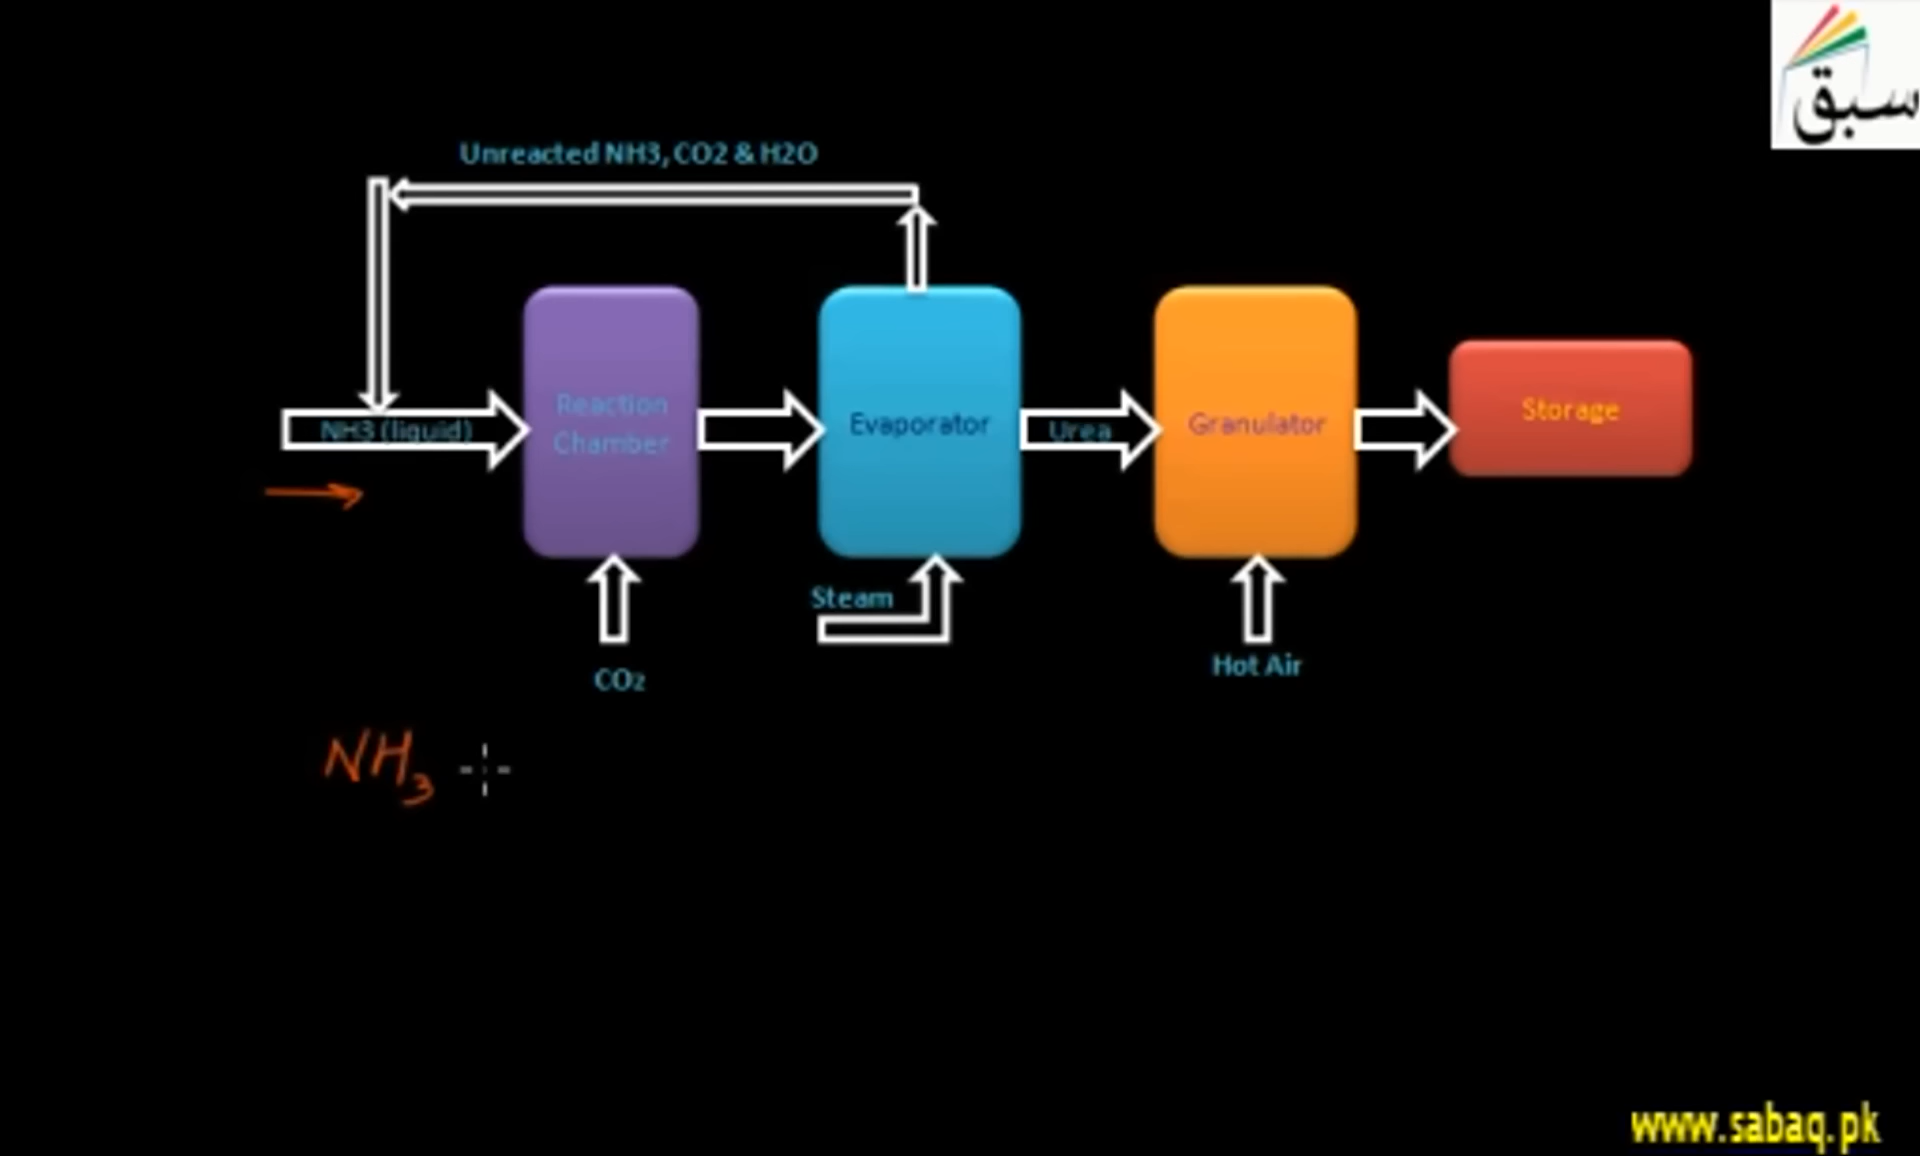 سبق
Unreacted NH3, CO2 & H2O
NH3 (liquid)
Reaction
Chamber
Evaporator
Urea
Granulator
Storage
Steam
CO2
Hot Air
NH3
www.sabaq.pk